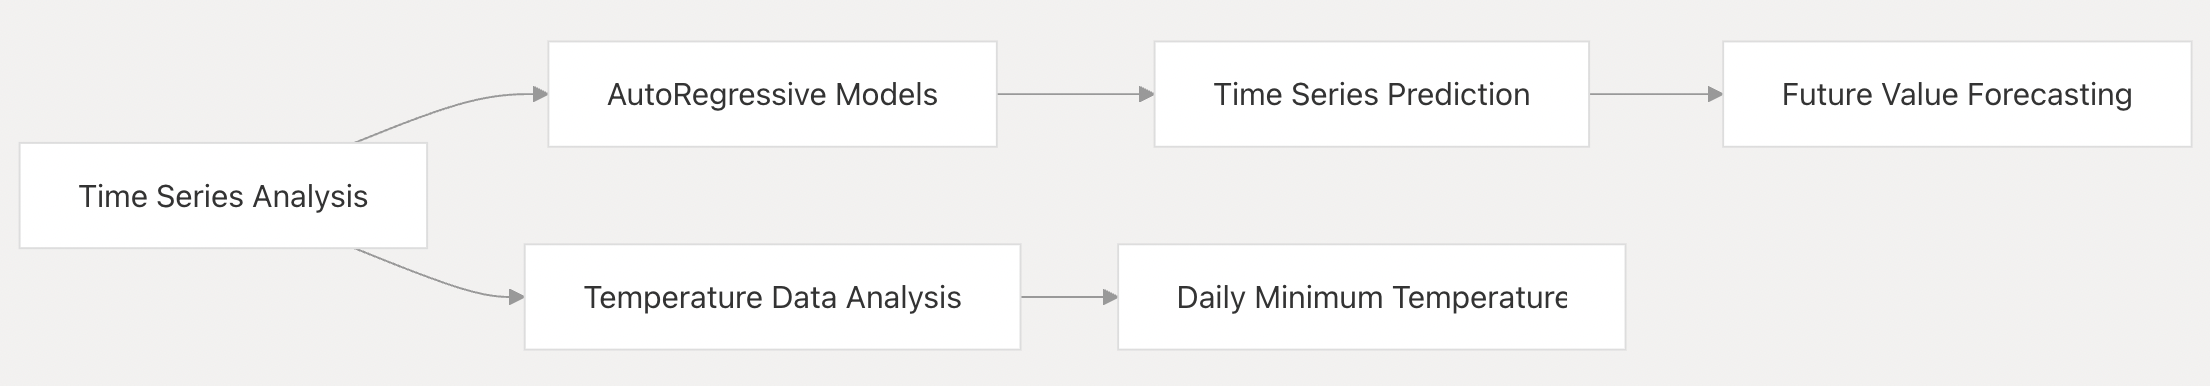 AutoRegressive Models
Time Series Prediction
Future Value Forecasting
Time Series Analysis
Temperature Data Analysis
Daily Minimum Temperature